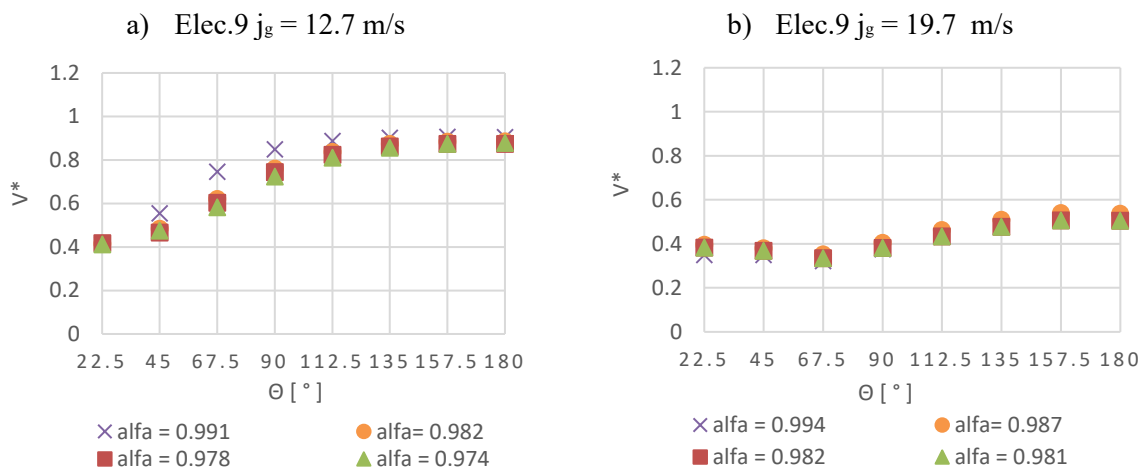 a) Elec.9 jg = 12.7 m/s
1.2
1
0.8
0.6
0.4
0.2
0
V*
22.5 45 67.5 90 112.5 135 157.5 180
Θ [ ° ]
alfa = 0.991 alfa= 0.982
alfa = 0.978 alfa = 0.974
b) Elec.9 jg = 19.7 m/s
1.2
1
0.8
0.6
0.4
0.2
0
V*
22.5 45 67.5 90 112.5 135 157.5 180
Θ [ ° ]
alfa = 0.994 alfa = 0.987
alfa = 0.982 alfa = 0.981